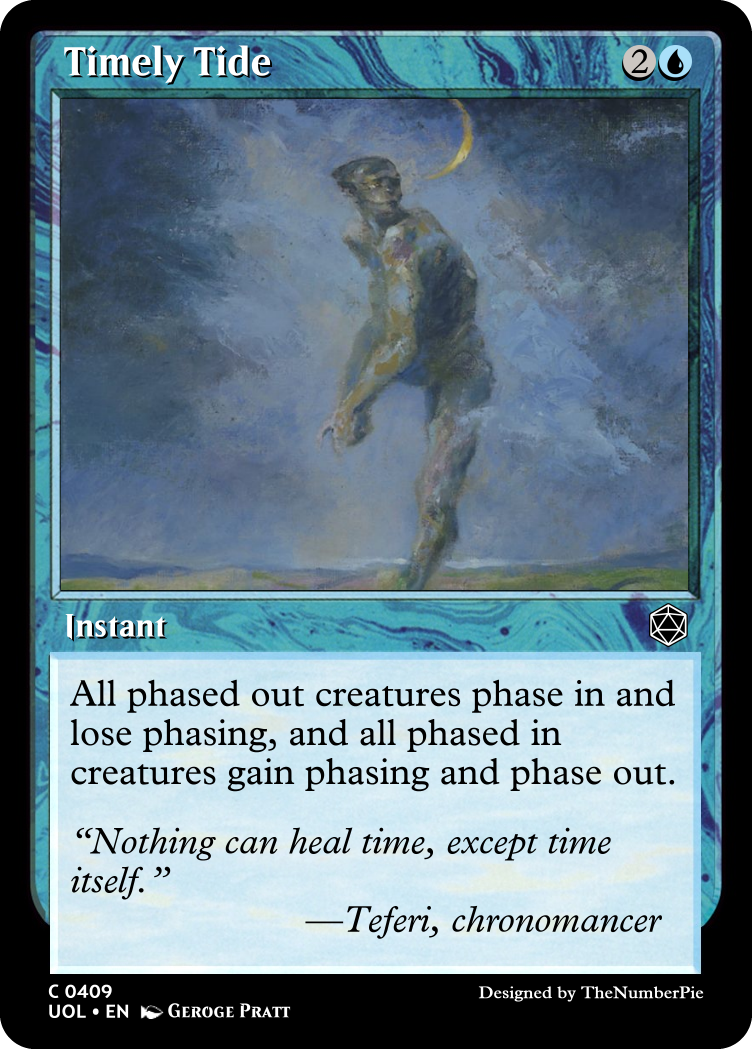 Timely Tide 2
Instant
All phased out creatures phase in and
lose phasing, and all phased in
creatures gain phasing and phase out.
“Nothing can heal time, except time
itself.”
—Teferi, chronomancer
C 0409
UOL • EN GEROGE PRATT
Designed by TheNumberPie